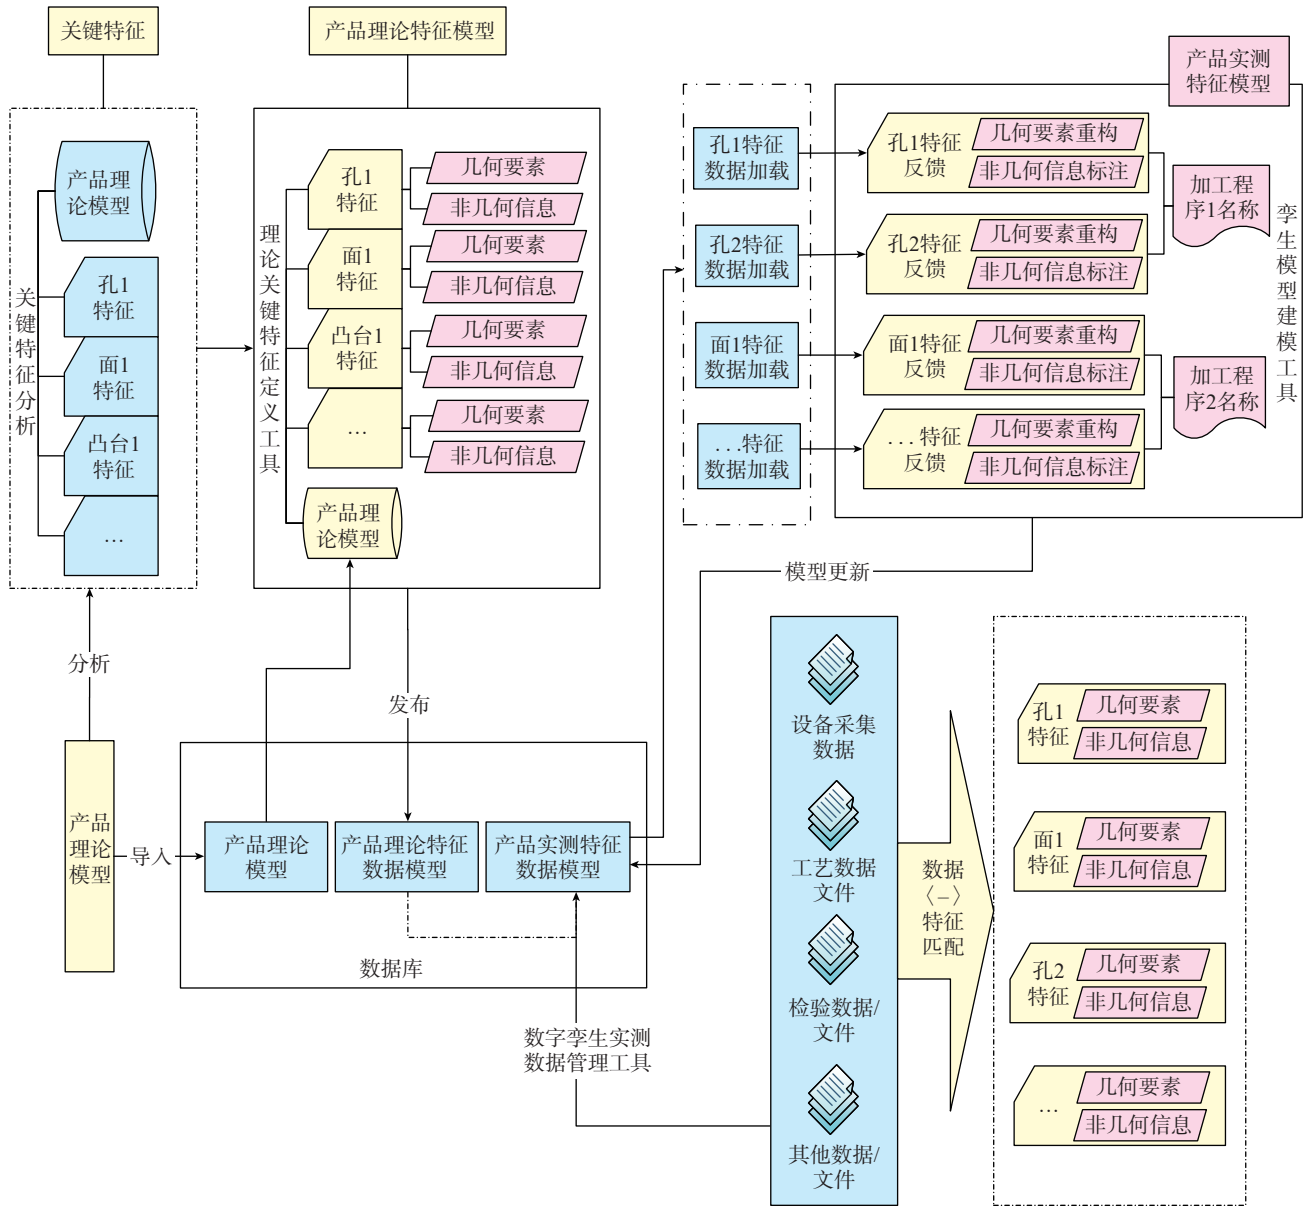 关键特征
产品理
论模型
孔1
特征
面1
特征
凸台1
特征
…
关键特征分析
分析
产品
理论
模型
导入
产品理论特征模型
理论关键特征定义工具
孔1
特征
几何要素
非几何信息
面1
特征
几何要素
非几何信息
凸台1
特征
几何要素
非几何信息
…
几何要素
非几何信息
产品理
论模型
发布
产品理论
模型
产品理论特征
数据模型
产品实测特征
数据模型
数据库
数字孪生实测
数据管理工具
孔1特征
数据加载
孔2特征
数据加载
面1特征
数据加载
…特征
数据加载
产品实测
特征模型
孔1特征
反馈
几何要素重构
非几何信息标注
孔2特征
反馈
几何要素重构
非几何信息标注
面1特征
反馈
几何要素重构
非几何信息标注
…特征
反馈
几何要素重构
非几何信息标注
加工程
序1名称
加工程
序2名称
孪生模型建模工具
模型更新
设备采集
数据
工艺数据
文件
检验数据/
文件
其他数据/
文件
数据
〈–〉
特征
匹配
孔1
特征
几何要素
非几何信息
面1
特征
几何要素
非几何信息
孔2
特征
几何要素
非几何信息
…
几何要素
非几何信息